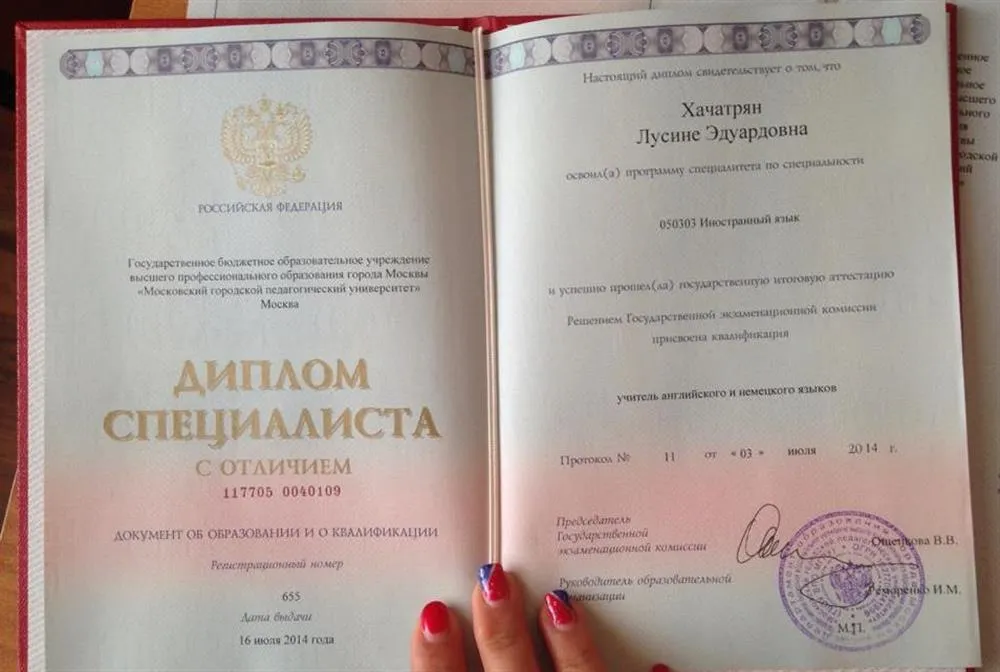 РОССИЙСКАЯ ФЕДЕРАЦИЯ
Государственное бюджетное образовательное учреждение
высшего профессионального образования города Москвы
«Московский городской педагогический университет»
Москва
ДИПЛОМ
СПЕЦИАЛИСТА
С ОТЛИЧИЕМ
117705 0040109
ДОКУМЕНТ ОБ ОБРАЗОВАНИИ И О КВАЛИФИКАЦИИ
Регистрационный номер
655
Дата выдачи
16 июля 2014 года
Настоящий диплом свидетельствует о том, что
Хачатрян
Лусине Эдуардовна
освоил(а) программу специалитета по специальности
050303 Иностранный язык
и успешно прошел(ла) государственную итоговую аттестацию
Решением Государственной экзаменационной комиссии
присвоена квалификация
учитель английского и немецкого языков
Протокол № 11 от «03» июля 2014 г.
Председатель
Государственной
экзаменационной комиссии
Ощепкова В.В.
Руководитель образовательной
организации
Реморенко И.М.
М.П.